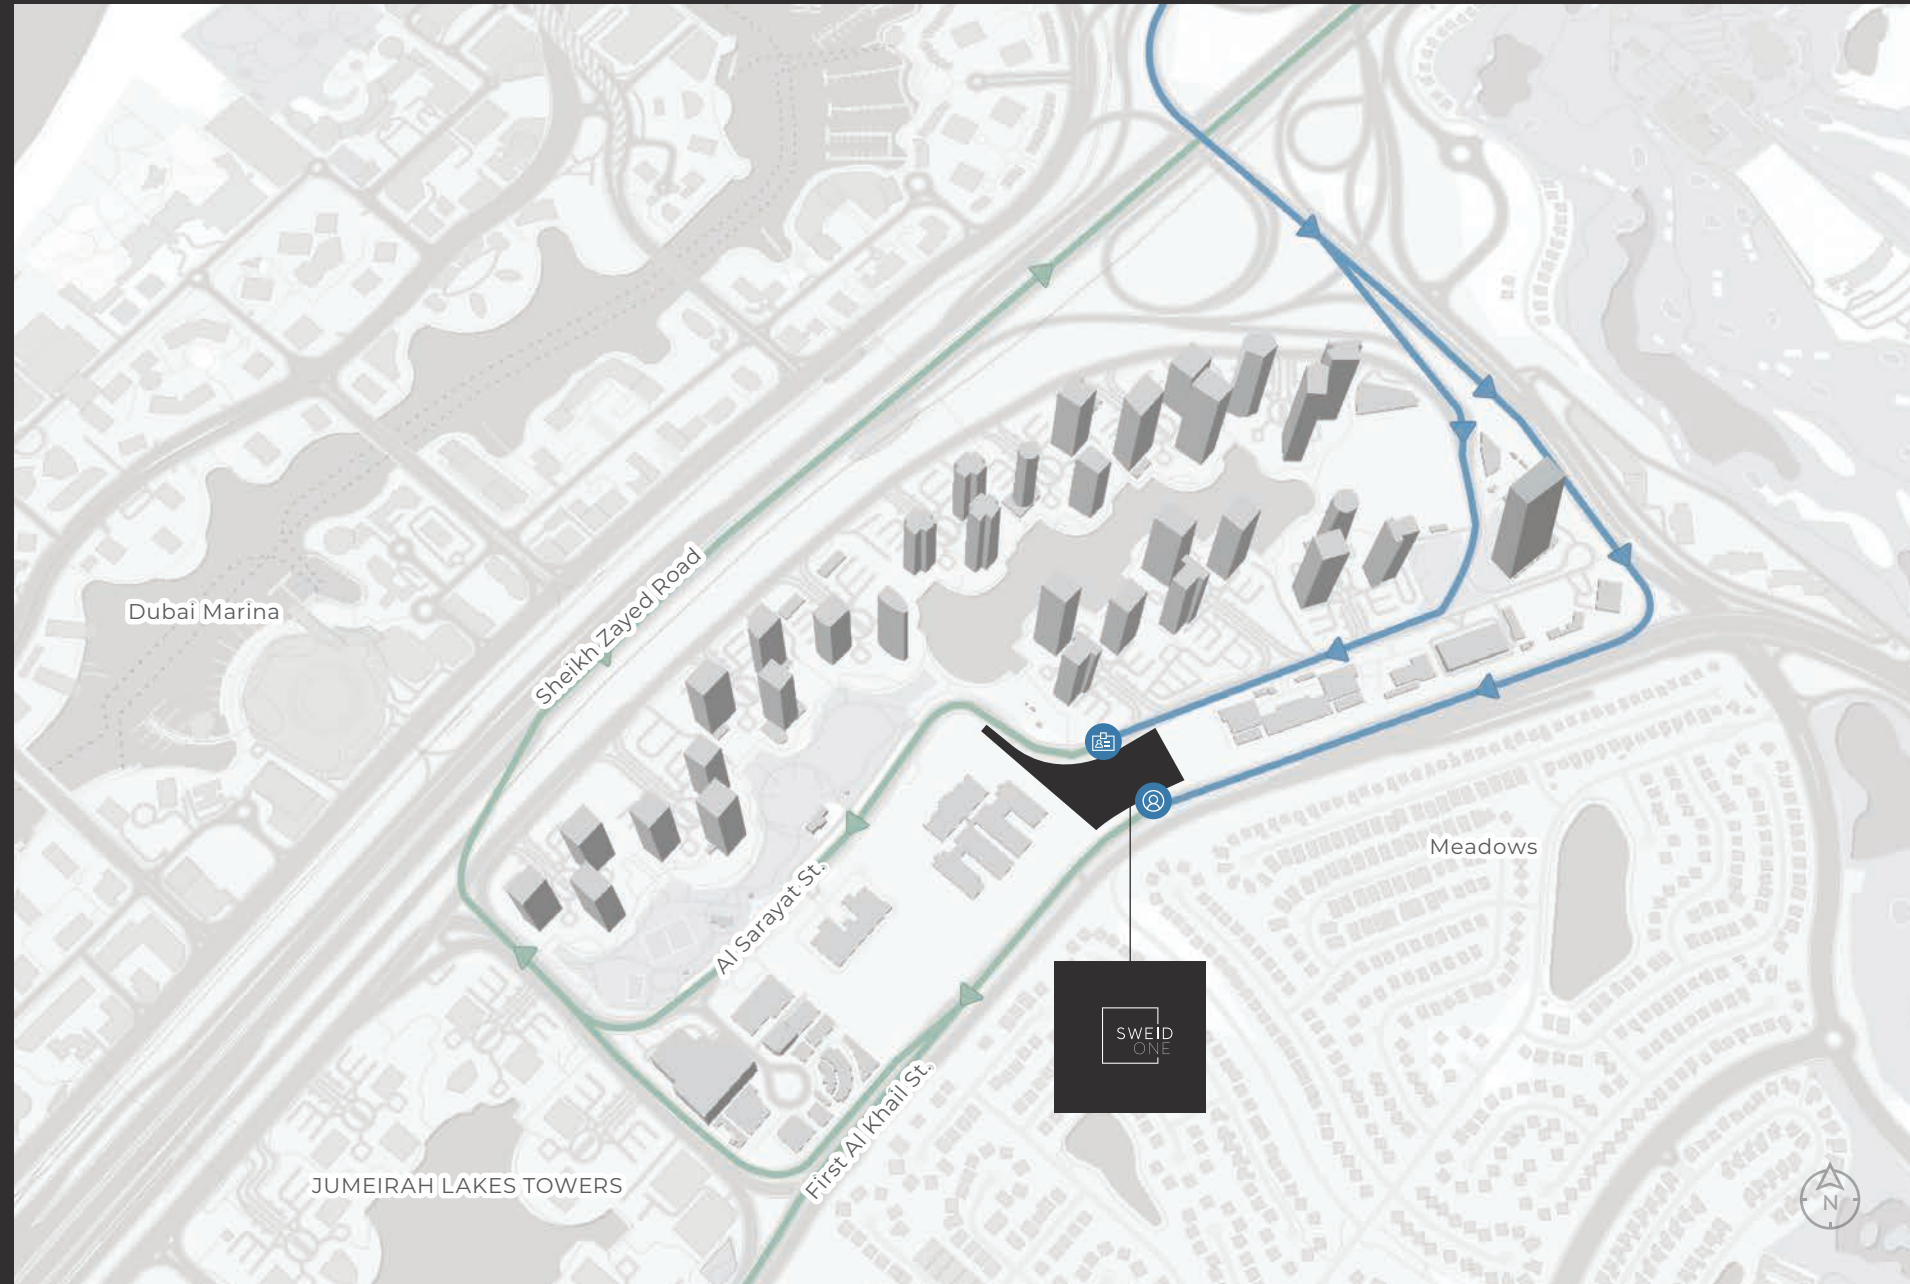 Sheikh Zayed Road
Dubai Marina
Meadows
Al Sarayat St.
SWEID
ONE
First Al Khail St.
JUMEIRAH LAKES TOWERS
N